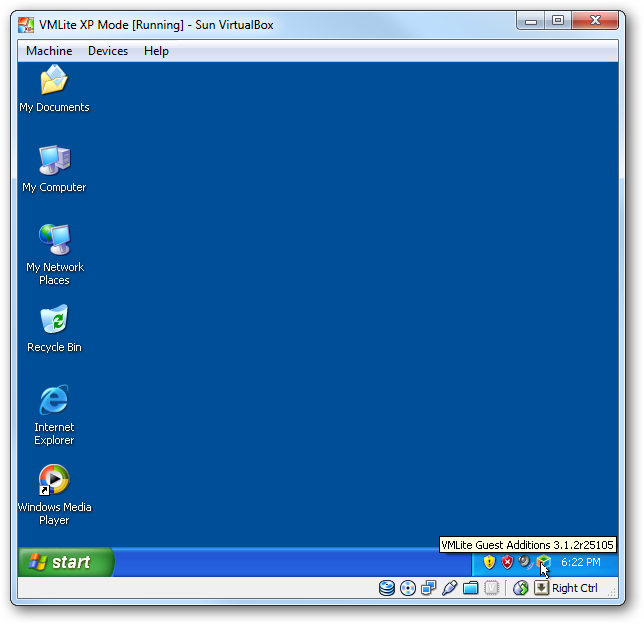 VMLite XP Mode [Running] - Sun VirtualBox
Machine Devices Help
My Documents
My Computer
My Network
Places
Recycle Bin
Internet
Explorer
Windows Media
Player
VMLite Guest Additions 3.1.2r25105
start
6:22 PM
Right Ctrl